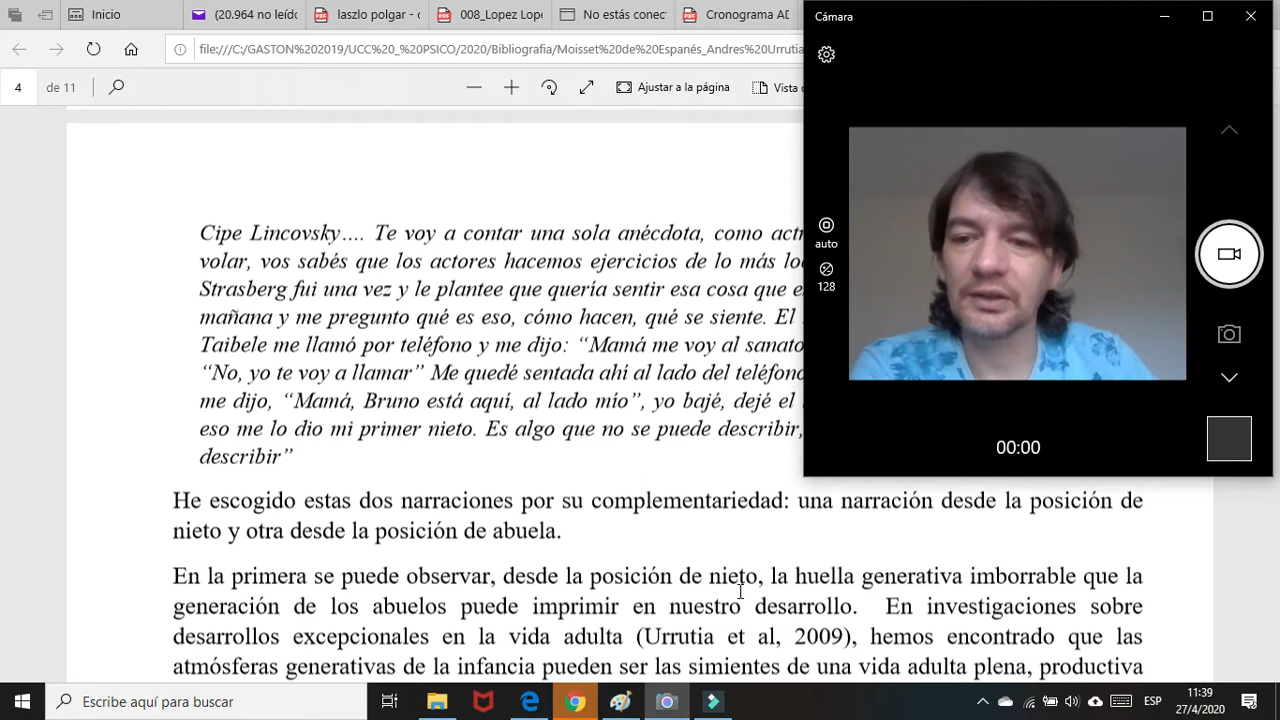 Inicio
(20.964 no leído
laszlo polgar - c
008_Lopez Lope
No estás conec
Cronograma AD
Cámara
file:///C:/GASTON%202019/UCC%20_%20PSICO/2020/Bibliografia/Moisset%20de%20Espanés_Andres%20Urrutia
4 de 11
Ajustar a la página
Vista d
Cipe Lincovsky…. Te voy a contar una sola anécdota, como actr
volar, vos sabés que los actores hacemos ejercicios de lo más loc
Strasberg fui una vez y le plantee que quería sentir esa cosa que e
mañana y me pregunto qué es eso, cómo hacen, qué se siente. El
Taibele me llamó por teléfono y me dijo: “Mamá me voy al sanato
“No, yo te voy a llamar” Me quedé sentada ahí al lado del teléfono
me dijo, “Mamá, Bruno está aquí, al lado mío”, yo bajé, dejé el
eso me lo dio mi primer nieto. Es algo que no se puede describir,
describir”
auto
128
00:00
He escogido estas dos narraciones por su complementariedad: una narración desde la posición de
nieto y otra desde la posición de abuela.
En la primera se puede observar, desde la posición de nieto, la huella generativa imborrable que la
generación de los abuelos puede imprimir en nuestro desarrollo. En investigaciones sobre
desarrollos excepcionales en la vida adulta (Urrutia et al, 2009), hemos encontrado que las
atmósferas generativas de la infancia pueden ser las simientes de una vida adulta plena, productiva
Escribe aquí para buscar
ESP
11:39
27/4/2020